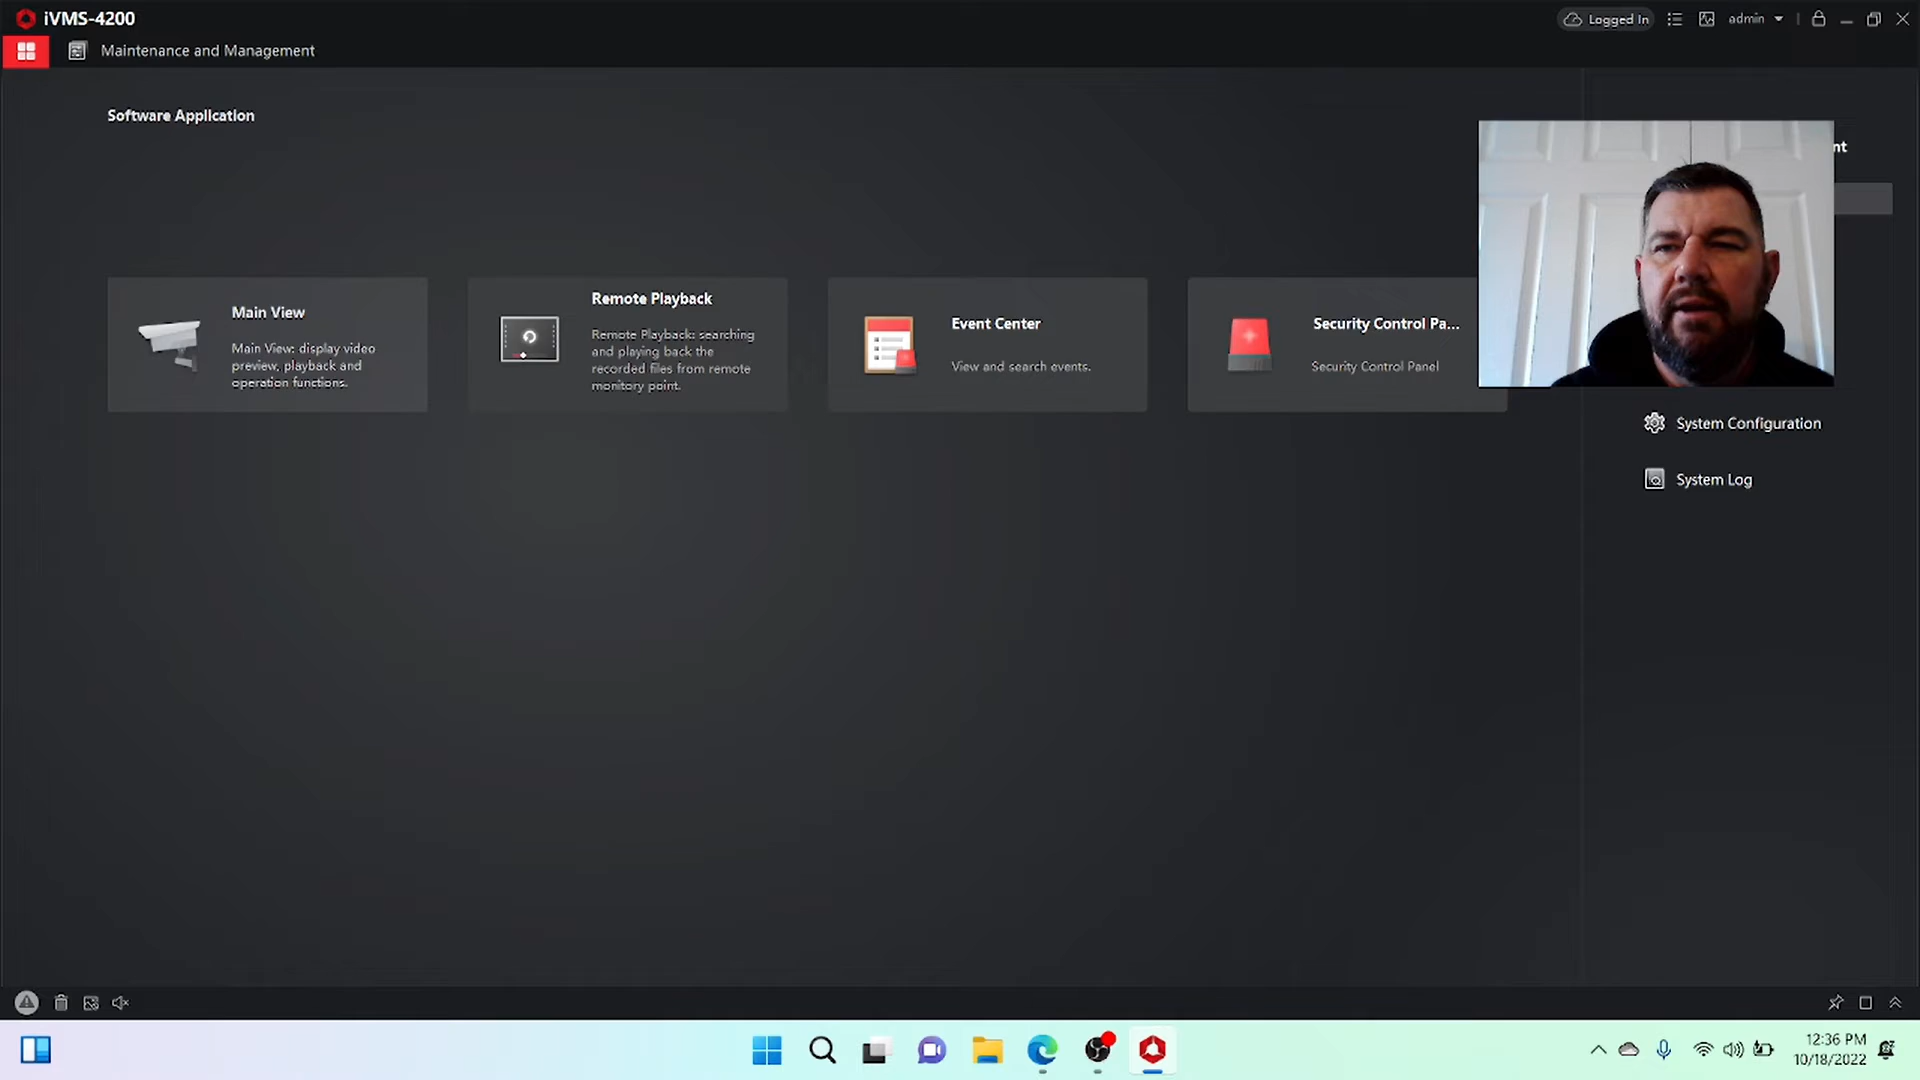 iVMS-4200
Logged In
admin
Maintenance and Management
Software Application
Main View
Main View: display video
preview, playback and
operation functions.
Remote Playback
Remote Playback: searching
and playing back the
recorded files from remote
monitory point.
Event Center
View and search events.
Security Control Pa...
Security Control Panel
nt
System Configuration
System Log
12:36 PM
10/18/2022